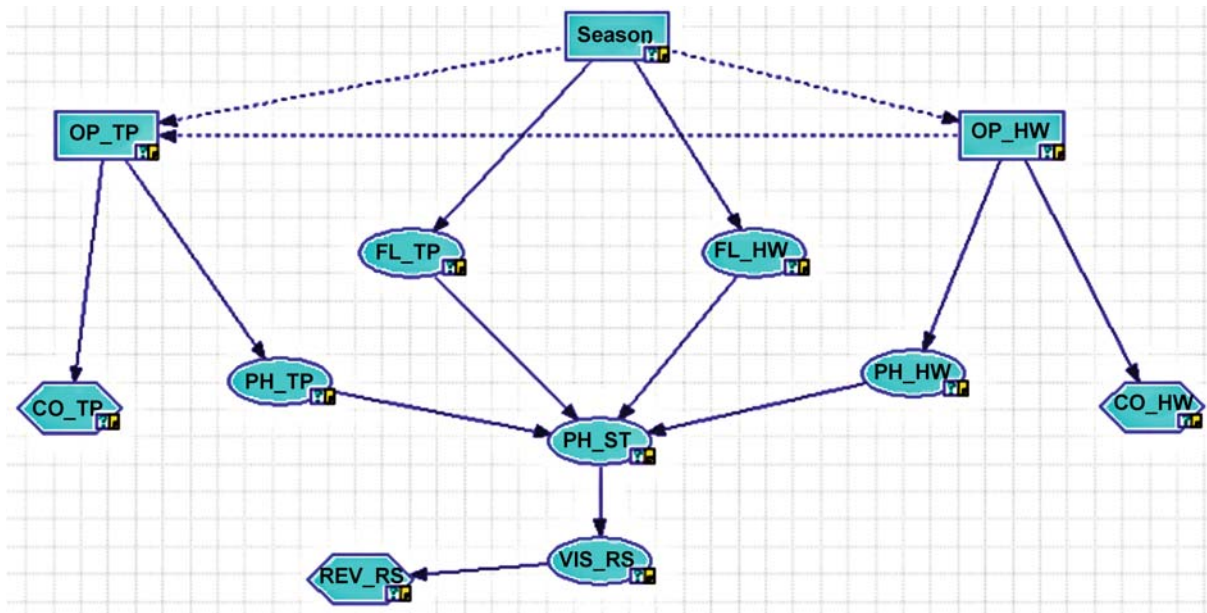 Season
OP_TP
OP_HW
FL_TP
FL_HW
PH_TP
PH_HW
CO_TP
CO_HW
PH_ST
VIS_RS
REV_RS